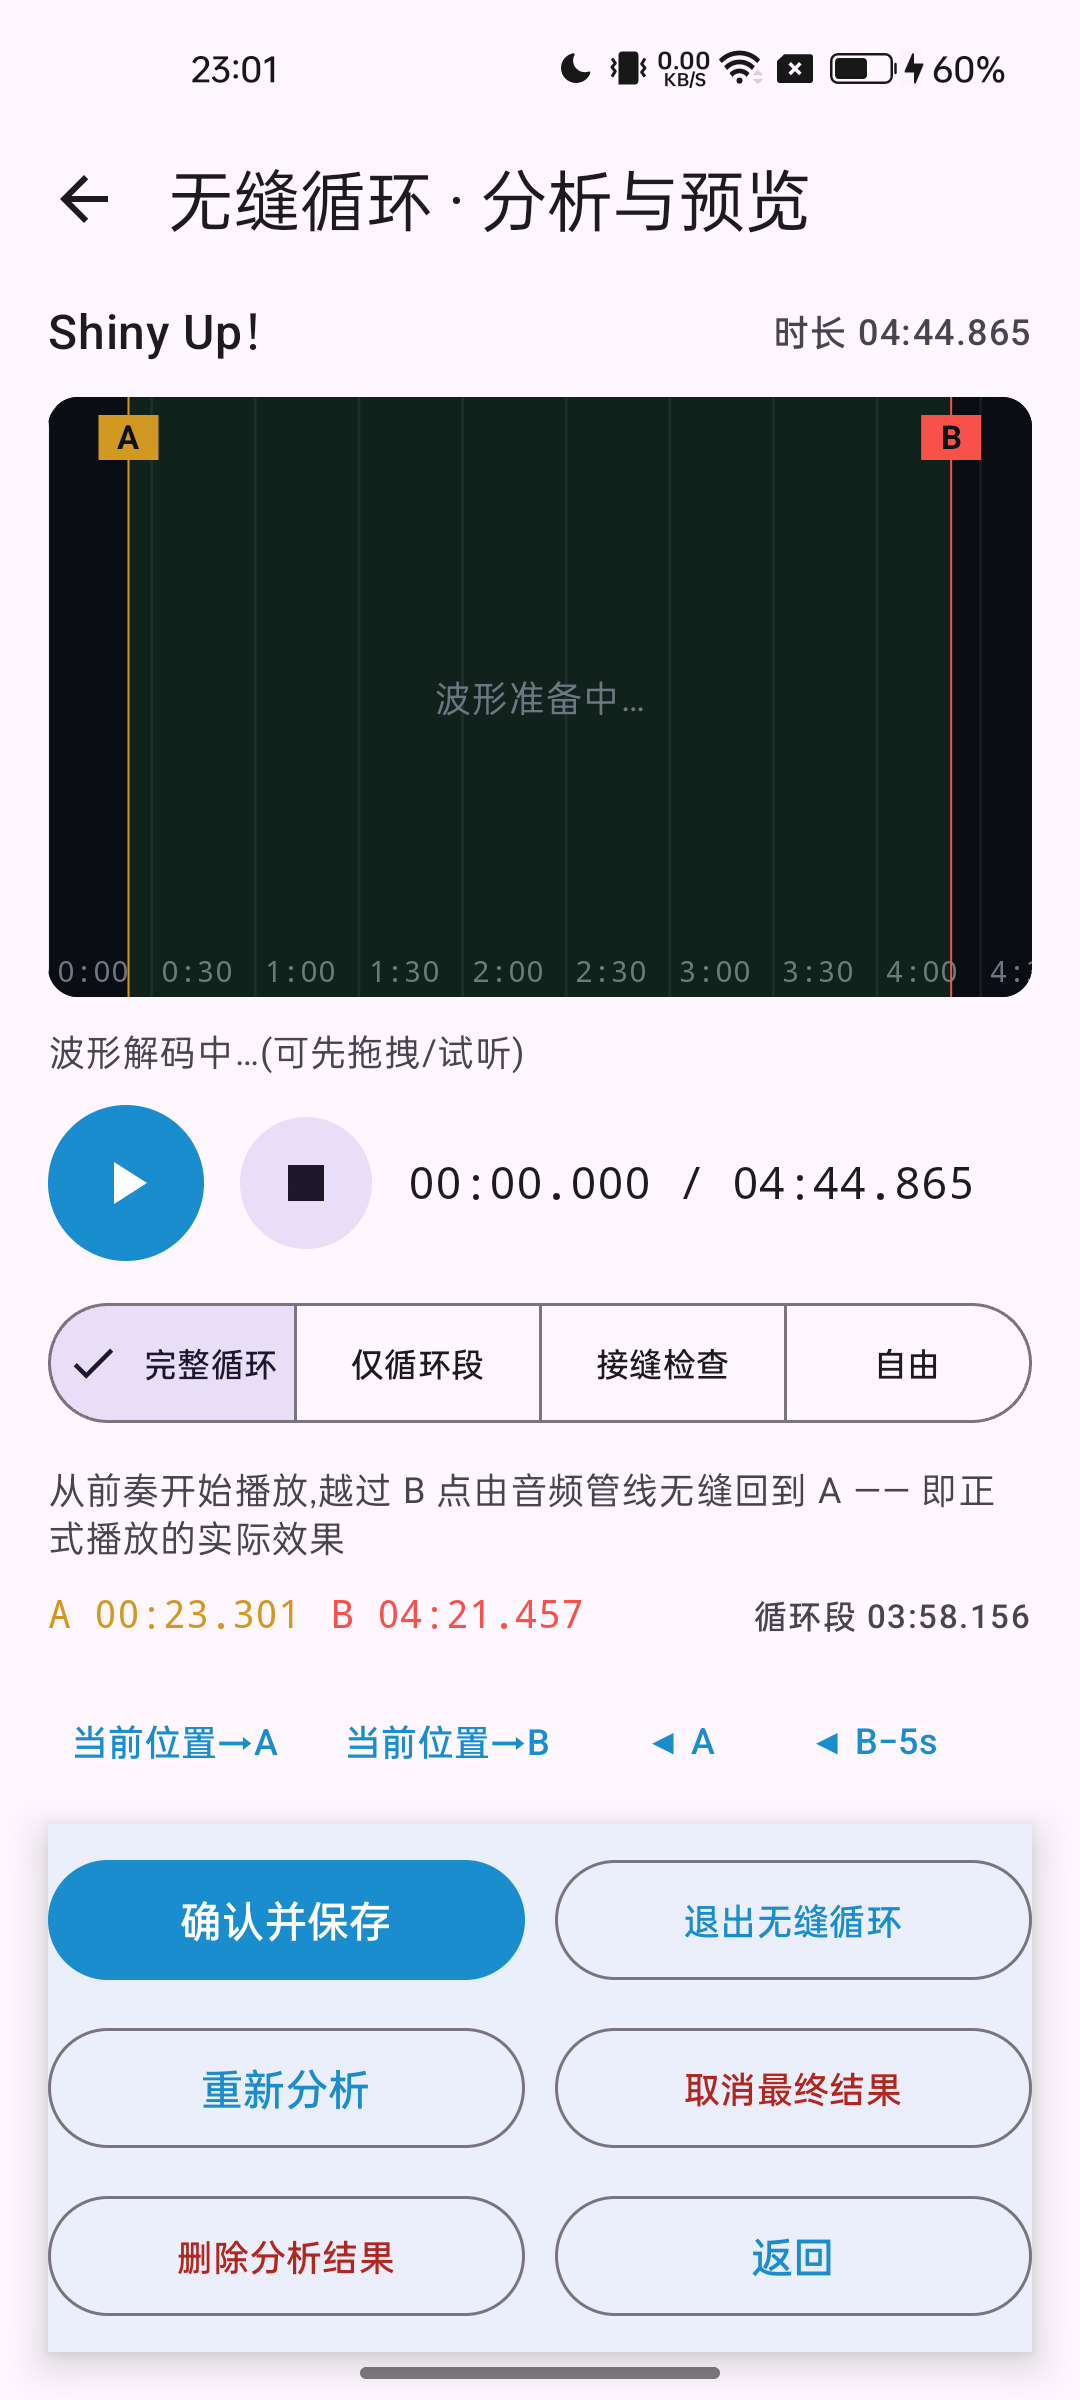 23:01
0.00 KB/S
60%
无缝循环 · 分析与预览
Shiny Up!
时长 04:44.865
A
B
波形准备中...
0:00 0:30 1:00 1:30 2:00 2:30 3:00 3:30 4:00 4:
波形解码中...(可先拖拽/试听)
00:00.000 / 04:44.865
完整循环
仅循环段
接缝检查
自由
从前奏开始播放,越过 B 点由音频管线无缝回到 A —— 即正
式播放的实际效果
A 00:23.301 B 04:21.457
循环段 03:58.156
当前位置→A
当前位置→B
◀ A
◀ B-5s
确认并保存
退出无缝循环
重新分析
取消最终结果
删除分析结果
返回